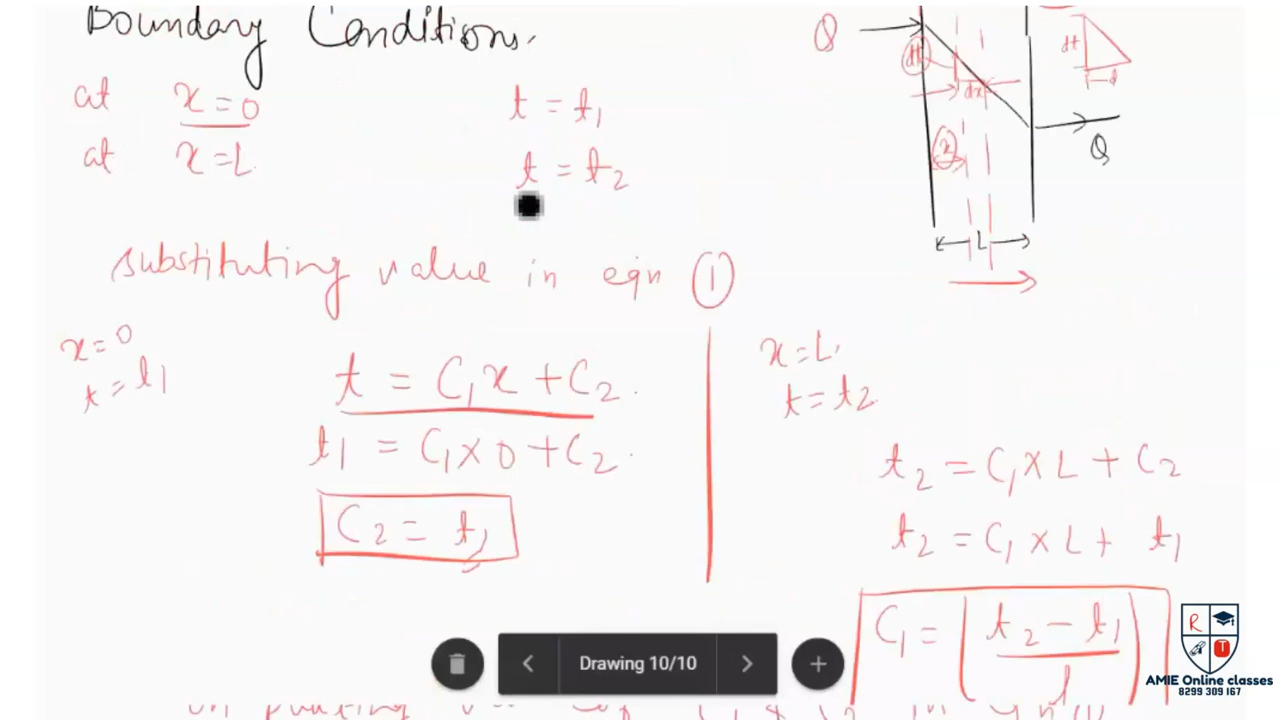 Boundary Conditions.
at x = 0 t = t1
at x = L t = t2
substituting value in eqn ①
x = 0
t = t1
t = C1x + C2.
t1 = C1 × 0 + C2.
C2 = t1
x = L.
t = t2
t2 = C1 × L + C2
t2 = C1 × L + t1
C1 = (t2 − t1 / l)
Q
dt
dx
x
L
Q
dt
d
Drawing 10/10
R
T
AMIE Online classes
8299 309 167